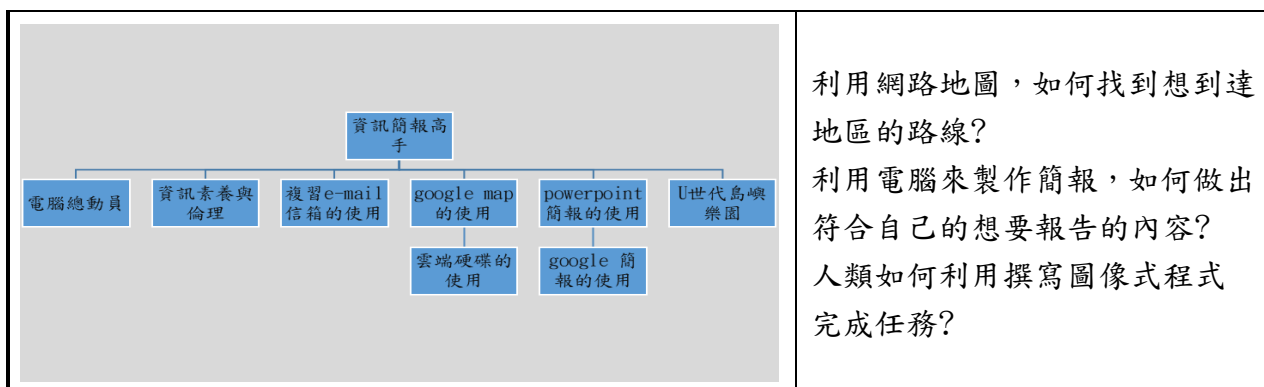 資訊簡報高
手
電腦總動員
資訊素養與
倫理
複習e-mail
信箱的使用
google map
的使用
powerpoint
簡報的使用
U世代島嶼
樂園
雲端硬碟的
使用
google 簡
報的使用
利用網路地圖，如何找到想到達
地區的路線?
利用電腦來製作簡報，如何做出
符合自己的想要報告的內容?
人類如何利用撰寫圖像式程式
完成任務?